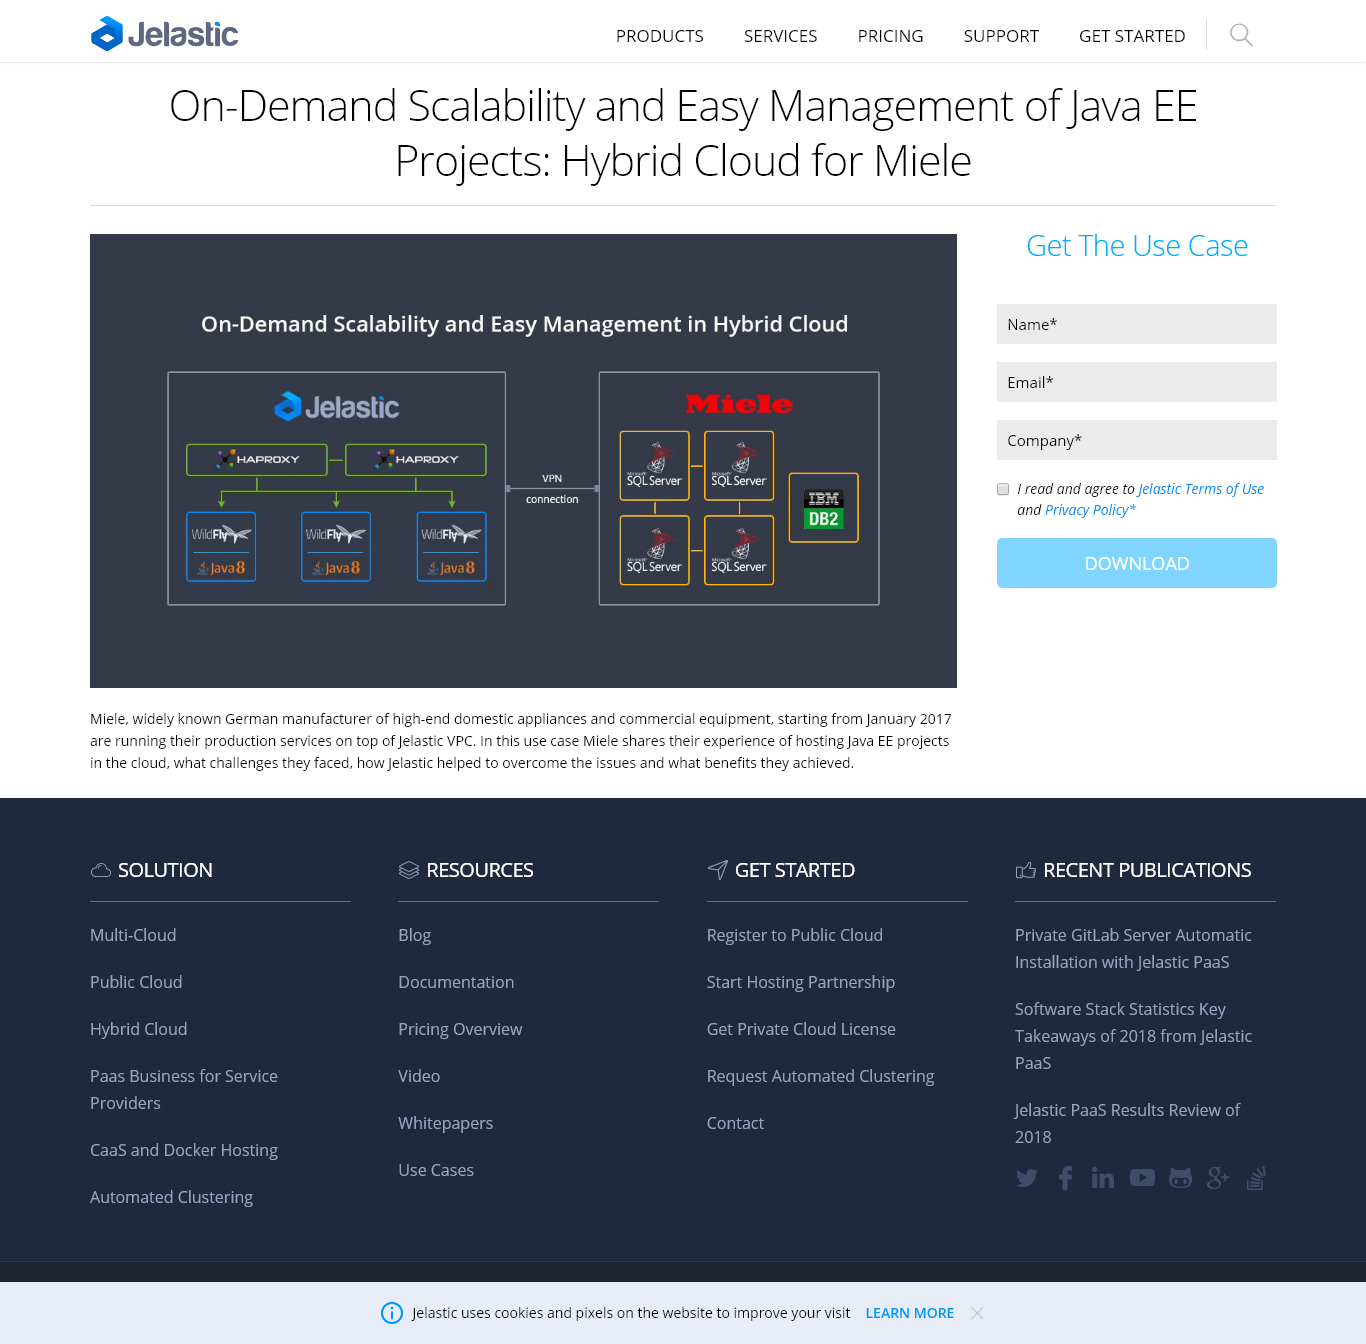 Jelastic
PRODUCTS
SERVICES
PRICING
SUPPORT
GET STARTED
On-Demand Scalability and Easy Management of Java EE
Projects: Hybrid Cloud for Miele
On-Demand Scalability and Easy Management in Hybrid Cloud
Jelastic
HAPROXY
HAPROXY
WildFly
Java 8
WildFly
Java 8
WildFly
Java 8
VPN
connection
Miele
Microsoft
SQL Server
Microsoft
SQL Server
Microsoft
SQL Server
Microsoft
SQL Server
IBM
DB2
Miele, widely known German manufacturer of high-end domestic appliances and commercial equipment, starting from January 2017
are running their production services on top of Jelastic VPC. In this use case Miele shares their experience of hosting Java EE projects
in the cloud, what challenges they faced, how Jelastic helped to overcome the issues and what benefits they achieved.
Get The Use Case
Name*
Email*
Company*
I read and agree to Jelastic Terms of Use
and Privacy Policy*
DOWNLOAD
SOLUTION
Multi-Cloud
Public Cloud
Hybrid Cloud
Paas Business for Service
Providers
CaaS and Docker Hosting
Automated Clustering
RESOURCES
Blog
Documentation
Pricing Overview
Video
Whitepapers
Use Cases
GET STARTED
Register to Public Cloud
Start Hosting Partnership
Get Private Cloud License
Request Automated Clustering
Contact
RECENT PUBLICATIONS
Private GitLab Server Automatic
Installation with Jelastic PaaS
Software Stack Statistics Key
Takeaways of 2018 from Jelastic
PaaS
Jelastic PaaS Results Review of
2018
Jelastic uses cookies and pixels on the website to improve your visit LEARN MORE